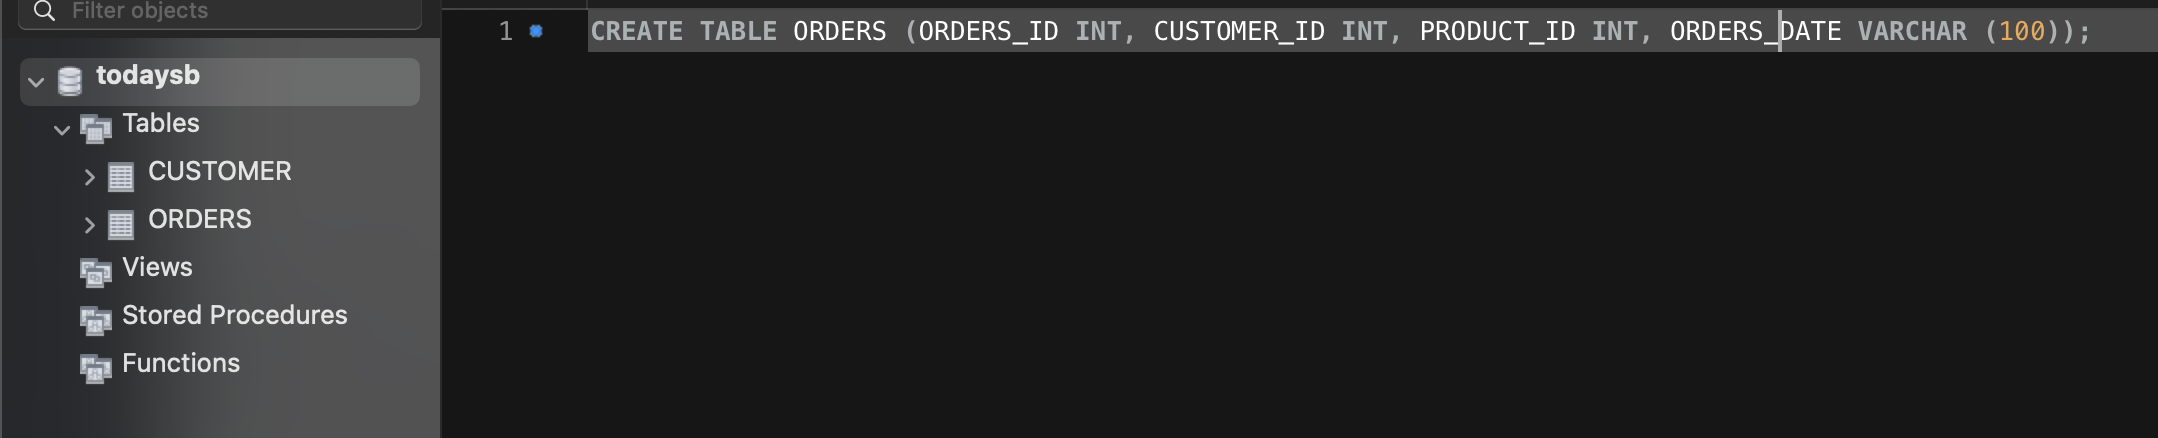 Filter objects
todaysb
Tables
CUSTOMER
ORDERS
Views
Stored Procedures
Functions
1 CREATE TABLE ORDERS (ORDERS_ID INT, CUSTOMER_ID INT, PRODUCT_ID INT, ORDERS_DATE VARCHAR (100));